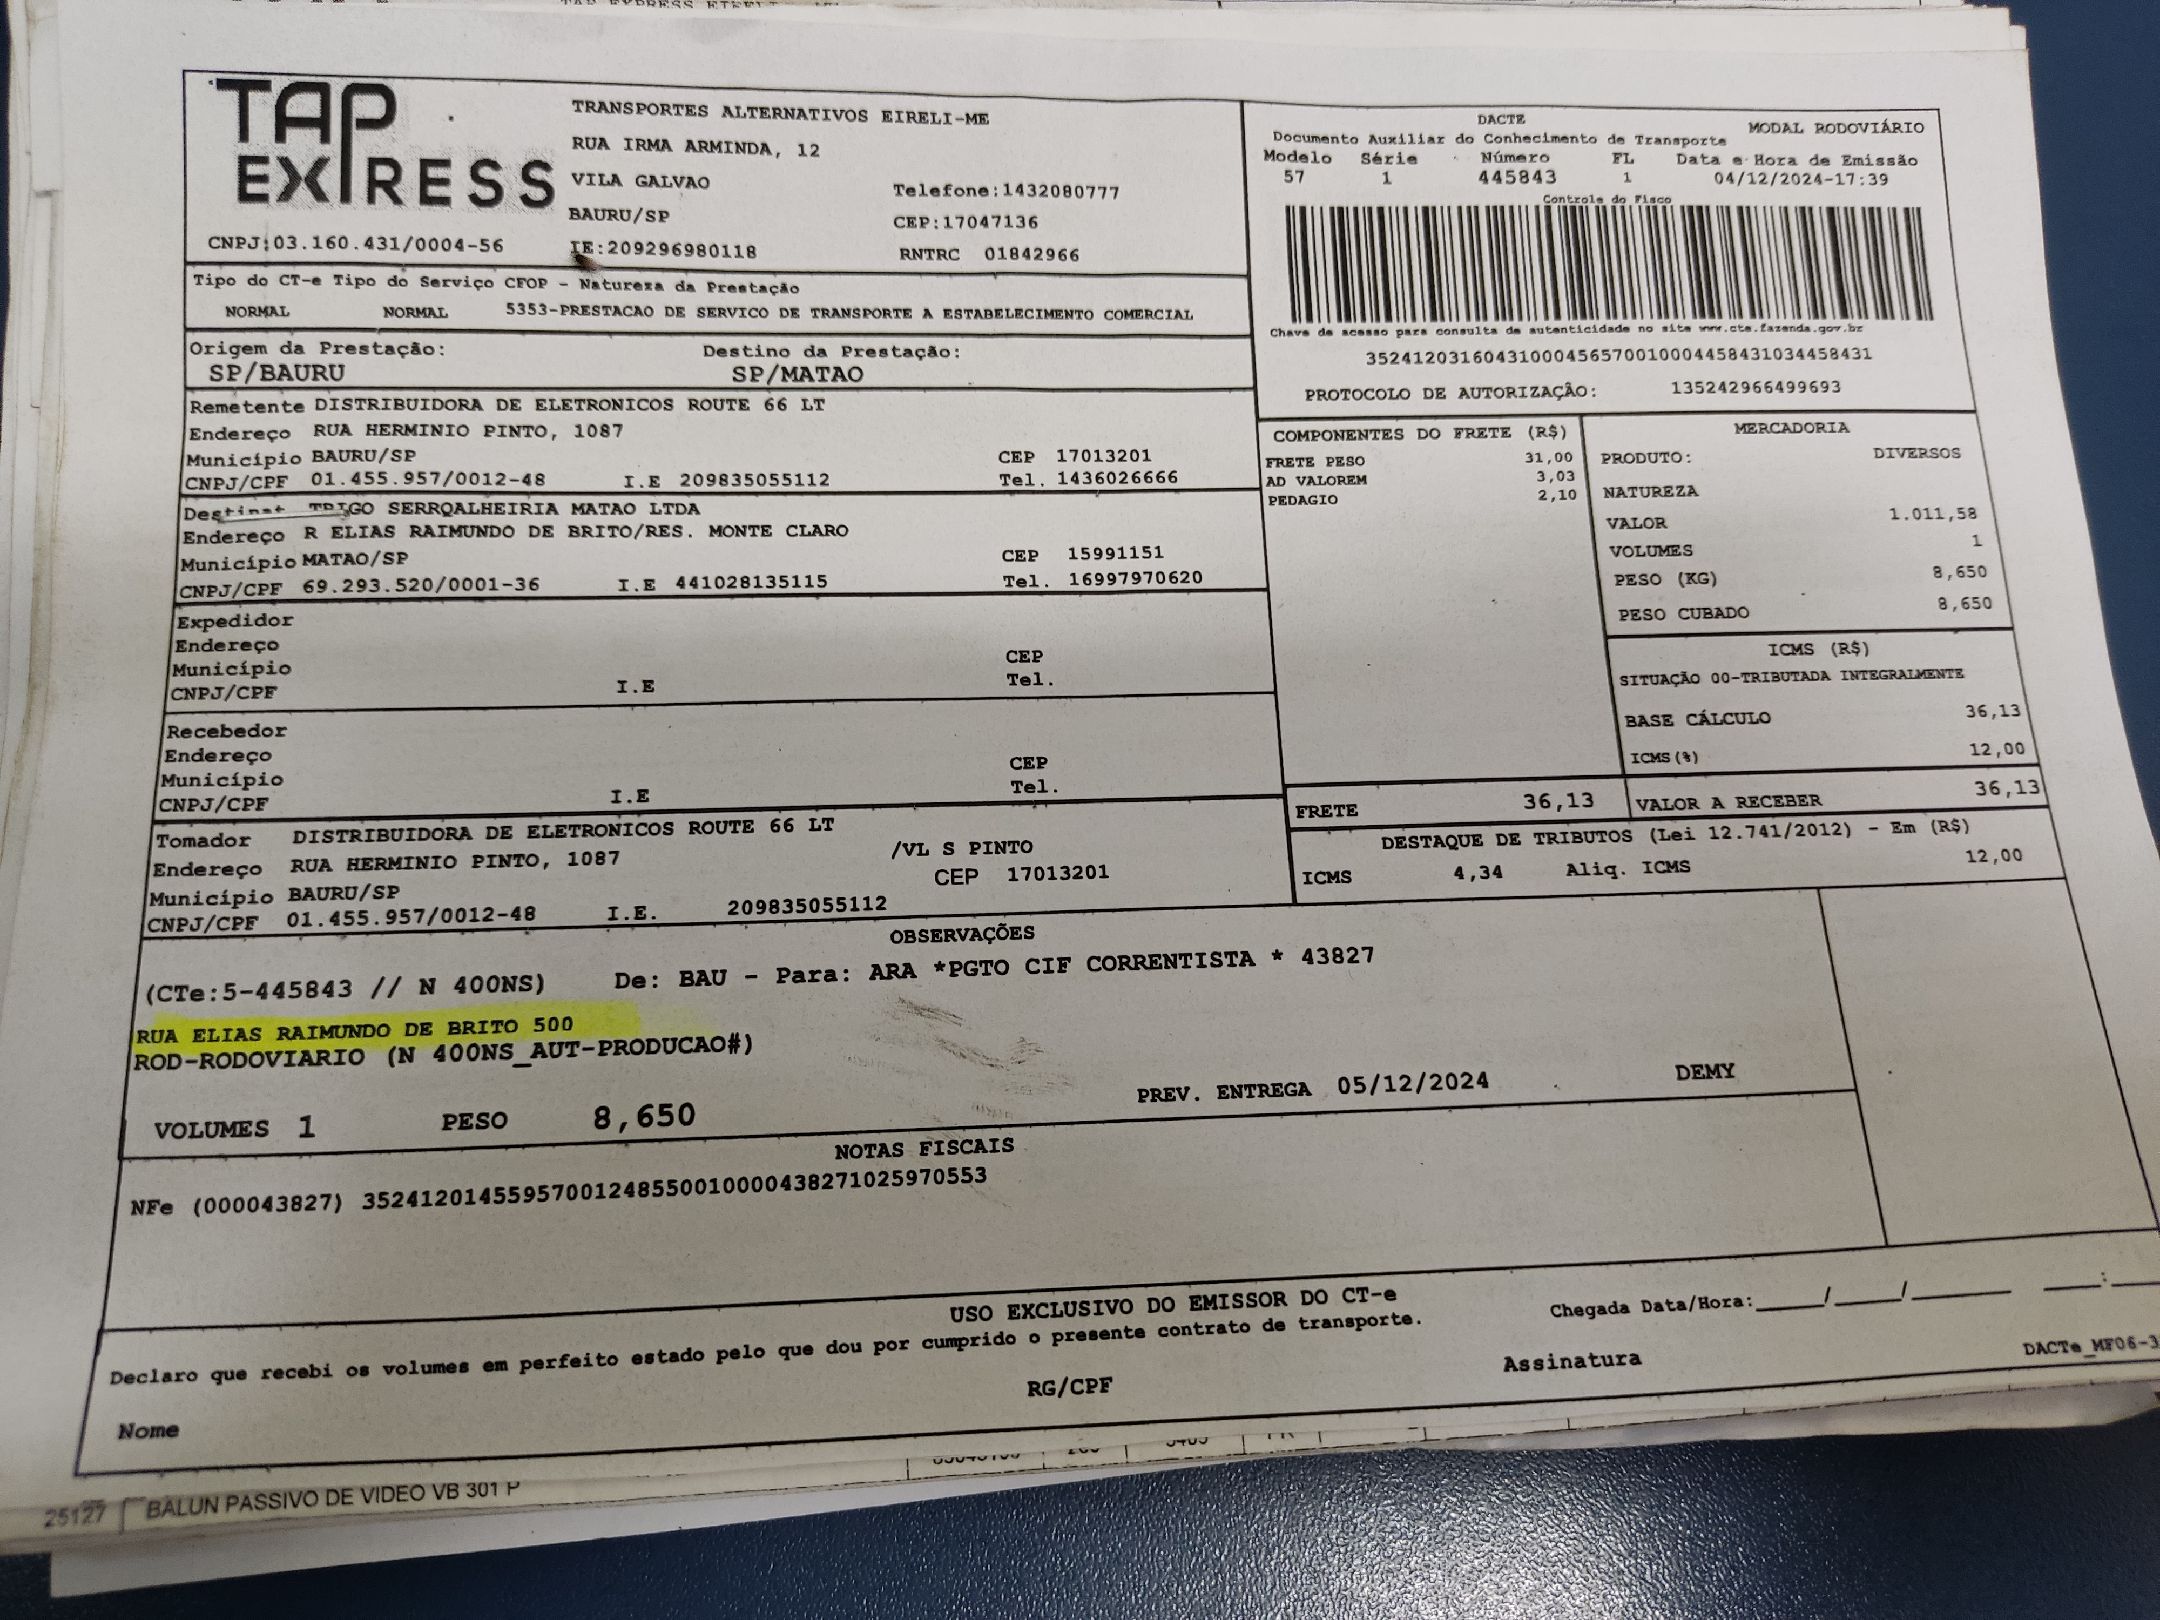 TAP EXPRESS EIRELI
TAP
EXPRESS
TRANSPORTES ALTERNATIVOS EIRELI-ME
RUA IRMA ARMINDA, 12
VILA GALVAO
Telefone:1432080777
BAURU/SP
CEP:17047136
CNPJ:03.160.431/0004-56
IE:209296980118
RNTRC 01842966
DACTE
MODAL RODOVIÁRIO
Documento Auxiliar do Conhecimento de Transporte
Modelo Série Número FL Data e Hora de Emissão
57 1 445843 1 04/12/2024-17:39
Controle do Fisco
Chave de acesso para consulta de autenticidade no site www.cte.fazenda.gov.br
35241203160431000456570010004458431034458431
PROTOCOLO DE AUTORIZAÇÃO: 135242966499693
Tipo do CT-e Tipo do Serviço CFOP - Natureza da Prestação
NORMAL NORMAL 5353-PRESTACAO DE SERVICO DE TRANSPORTE A ESTABELECIMENTO COMERCIAL
Origem da Prestação: Destino da Prestação:
SP/BAURU SP/MATAO
Remetente DISTRIBUIDORA DE ELETRONICOS ROUTE 66 LT
Endereço RUA HERMINIO PINTO, 1087
Município BAURU/SP CEP 17013201
CNPJ/CPF 01.455.957/0012-48 I.E 209835055112 Tel. 1436026666
Destinat TRIGO SERRQALHEIRIA MATAO LTDA
Endereço R ELIAS RAIMUNDO DE BRITO/RES. MONTE CLARO
Município MATAO/SP CEP 15991151
CNPJ/CPF 69.293.520/0001-36 I.E 441028135115 Tel. 16997970620
Expedidor
Endereço
Município CEP
CNPJ/CPF I.E Tel.
Recebedor
Endereço
Município CEP
CNPJ/CPF I.E Tel.
Tomador DISTRIBUIDORA DE ELETRONICOS ROUTE 66 LT
Endereço RUA HERMINIO PINTO, 1087 /VL S PINTO
Município BAURU/SP CEP 17013201
CNPJ/CPF 01.455.957/0012-48 I.E. 209835055112
COMPONENTES DO FRETE (R$)
FRETE PESO 31,00
AD VALOREM 3,03
PEDAGIO 2,10
MERCADORIA
PRODUTO: DIVERSOS
NATUREZA
VALOR 1.011,58
VOLUMES 1
PESO (KG) 8,650
PESO CUBADO 8,650
ICMS (R$)
SITUAÇÃO 00-TRIBUTADA INTEGRALMENTE
BASE CÁLCULO 36,13
ICMS(%) 12,00
FRETE 36,13 VALOR A RECEBER 36,13
DESTAQUE DE TRIBUTOS (Lei 12.741/2012) - Em (R$)
ICMS 4,34 Aliq. ICMS 12,00
OBSERVAÇÕES
(CTe:5-445843 // N 400NS) De: BAU - Para: ARA *PGTO CIF CORRENTISTA * 43827
RUA ELIAS RAIMUNDO DE BRITO 500
ROD-RODOVIARIO (N 400NS_AUT-PRODUCAO#)
PREV. ENTREGA 05/12/2024 DEMY
VOLUMES 1 PESO 8,650
NOTAS FISCAIS
NFe (000043827) 35241201455957001248550010000438271025970553
USO EXCLUSIVO DO EMISSOR DO CT-e
Declaro que recebi os volumes em perfeito estado pelo que dou por cumprido o presente contrato de transporte.
Chegada Data/Hora:_____/_____/________ ____:____
Nome RG/CPF Assinatura
DACTe_MF06-3
25127 BALUN PASSIVO DE VIDEO VB 301 P